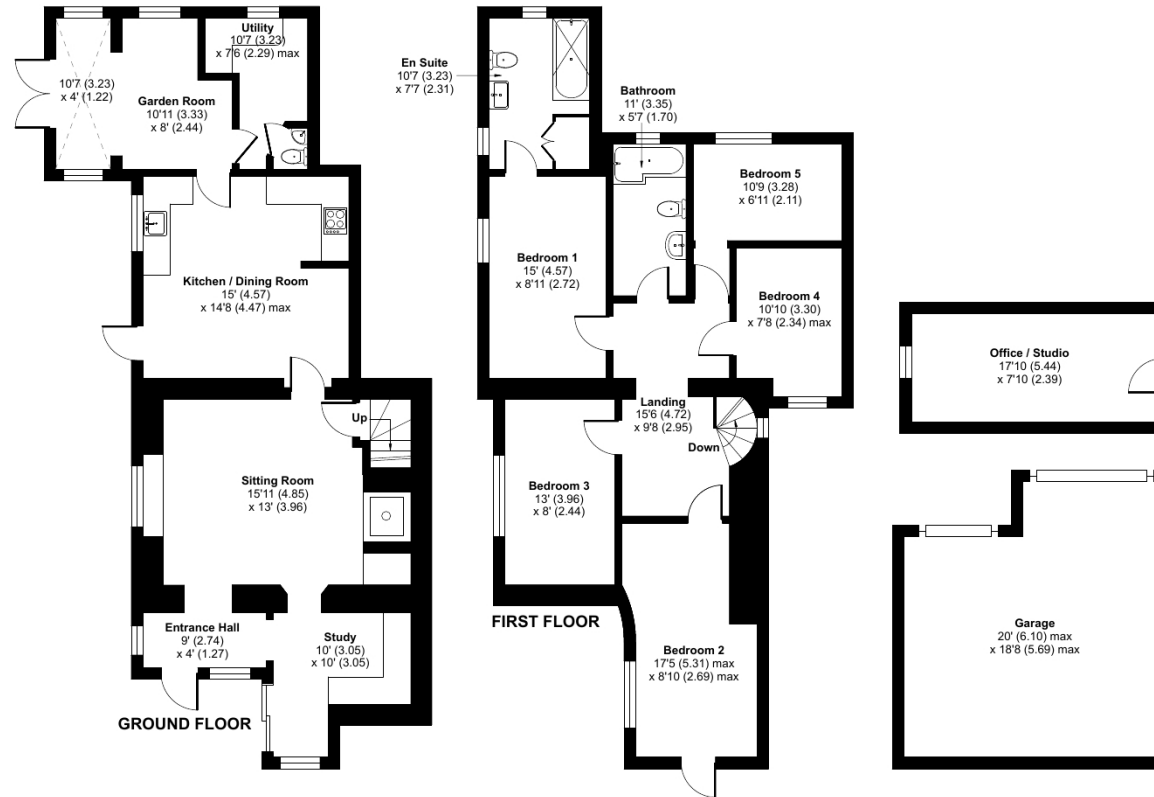 Utility
10'7 (3.23)
x 7'6 (2.29) max
10'7 (3.23)
x 4' (1.22)
Garden Room
10'11 (3.33)
x 8' (2.44)
Kitchen / Dining Room
15' (4.57)
x 14'8 (4.47) max
Up
Sitting Room
15'11 (4.85)
x 13' (3.96)
Entrance Hall
9' (2.74)
x 4' (1.27)
Study
10' (3.05)
x 10' (3.05)
GROUND FLOOR
En Suite
10'7 (3.23)
x 7'7 (2.31)
Bathroom
11' (3.35)
x 5'7 (1.70)
Bedroom 5
10'9 (3.28)
x 6'11 (2.11)
Bedroom 1
15' (4.57)
x 8'11 (2.72)
Bedroom 4
10'10 (3.30)
x 7'8 (2.34) max
Landing
15'6 (4.72)
x 9'8 (2.95)
Down
Bedroom 3
13' (3.96)
x 8' (2.44)
FIRST FLOOR
Bedroom 2
17'5 (5.31) max
x 8'10 (2.69) max
Office / Studio
17'10 (5.44)
x 7'10 (2.39)
Garage
20' (6.10) max
x 18'8 (5.69) max